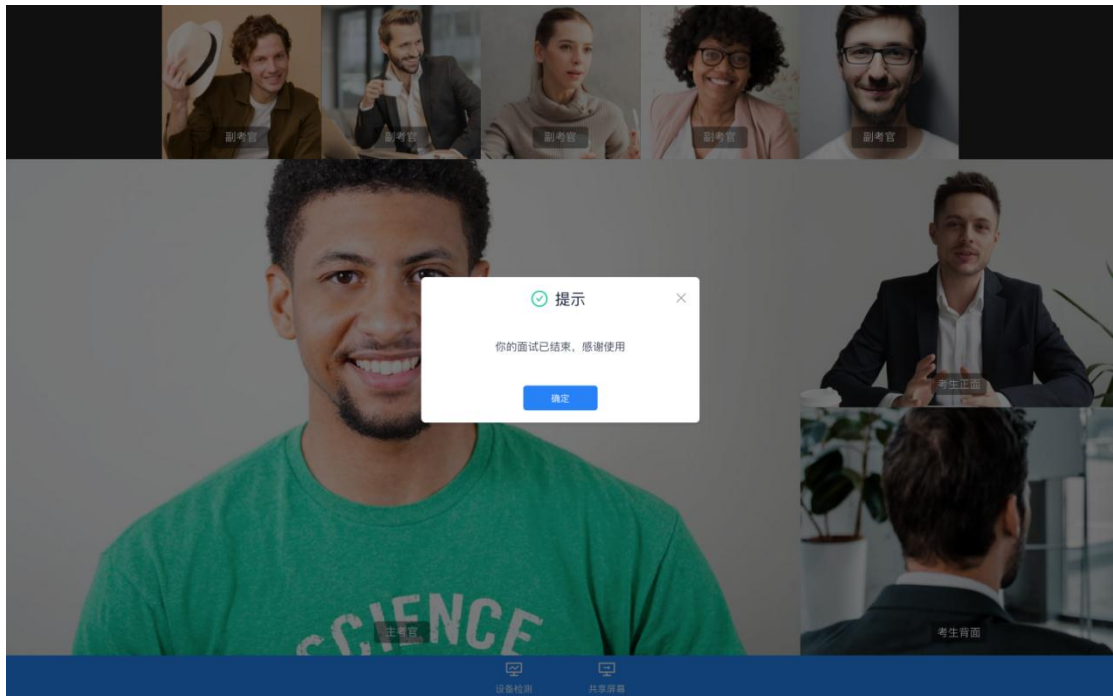 副考官
副考官
副考官
副考官
副考官
提示
你的面试已结束，感谢使用
确定
考生正面
SCIENCE
主考官
考生背面
设备检测
共享屏幕